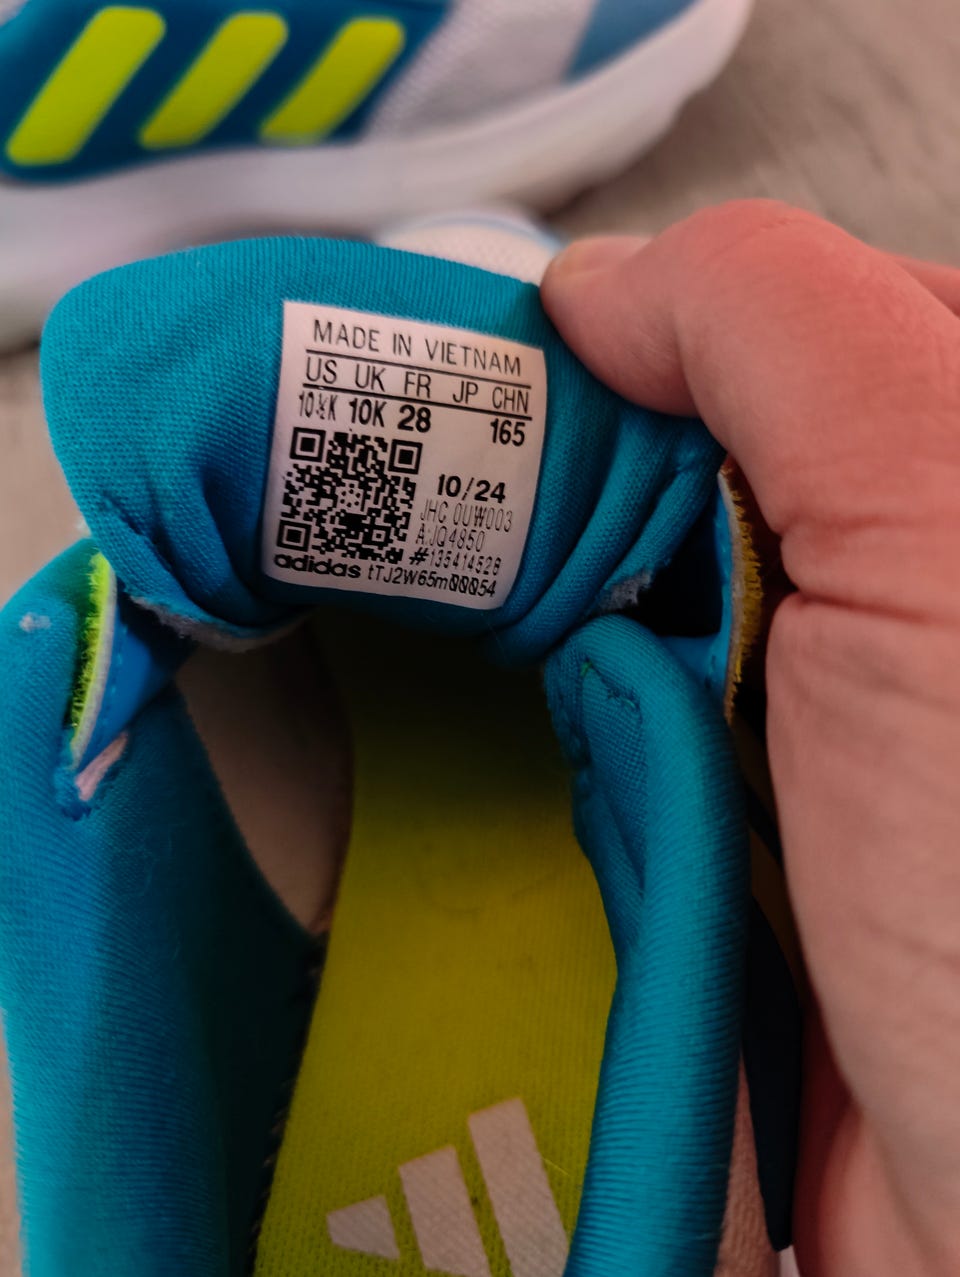 MADE IN VIETNAM
US UK FR JP CHN
10½K 10K 28 165
10/24
JHC 0UW003
A:JQ4850
#135414528
adidas tTJ2W65m00054